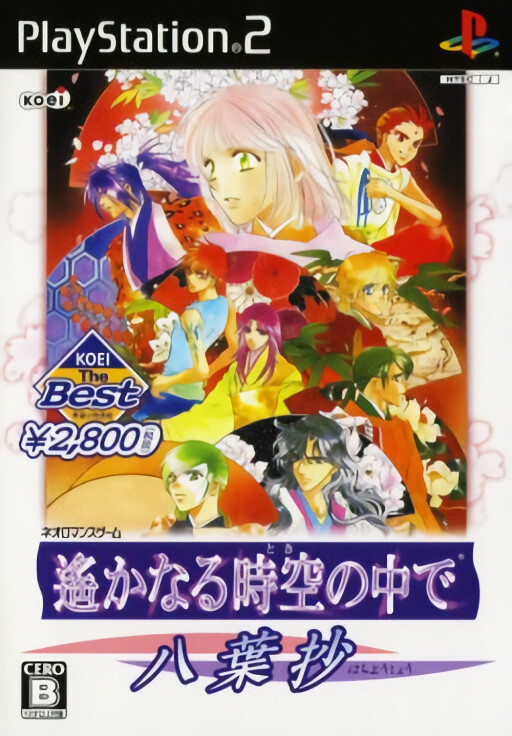 PlayStation.2
KOEI
KOEI
The
Best
¥2,800
ネオロマンスゲーム
とき
遙かなる時空の中で
八葉抄
はちようしょう
CERO
B